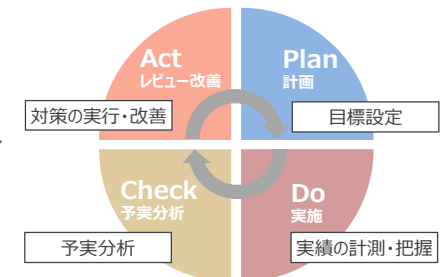 Act
レビュー改善
Plan
計画
対策の実行・改善
目標設定
Check
予実分析
Do
実施
予実分析
実績の計測・把握